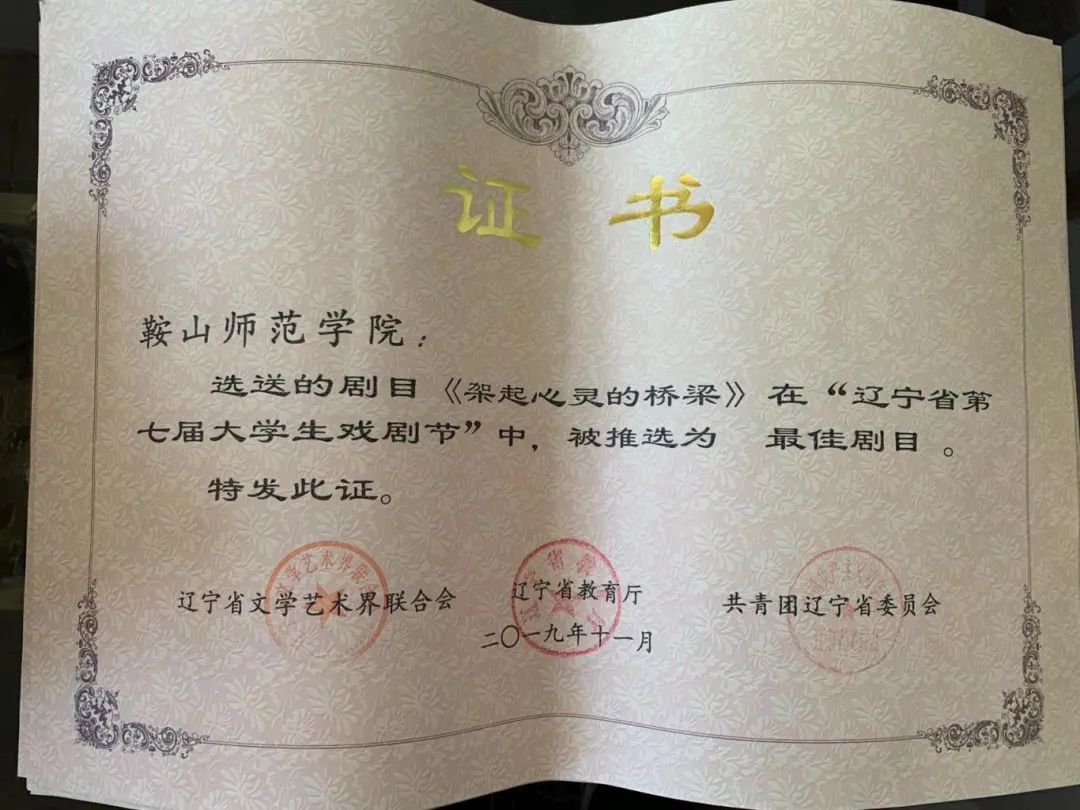 证 书
鞍山师范学院：
选送的剧目《架起心灵的桥梁》在“辽宁省第
七届大学生戏剧节”中，被推选为 最佳剧目 。
特发此证。
辽宁省文学艺术界联合会
辽宁省教育厅
共青团辽宁省委员会
二〇一九年十一月